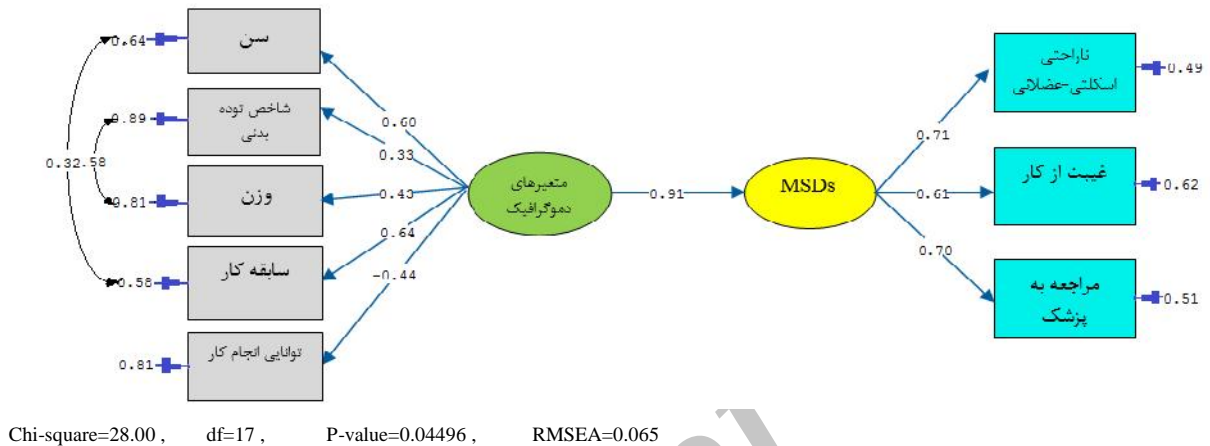 سن
0.64
شاخص توده
بدنی
0.89
وزن
0.81
سابقه کار
0.58
توانایی انجام کار
0.81
0.32.58
0.60
0.33
0.43
0.64
-0.44
متعیرهای
دموگرافیک
0.91
MSDs
0.71
0.61
0.70
ناراحتی
اسکلتی-عضلانی
0.49
غیبت از کار
0.62
مراجعه به
پزشک
0.51
Chi-square=28.00 , df=17 , P-value=0.04496 , RMSEA=0.065